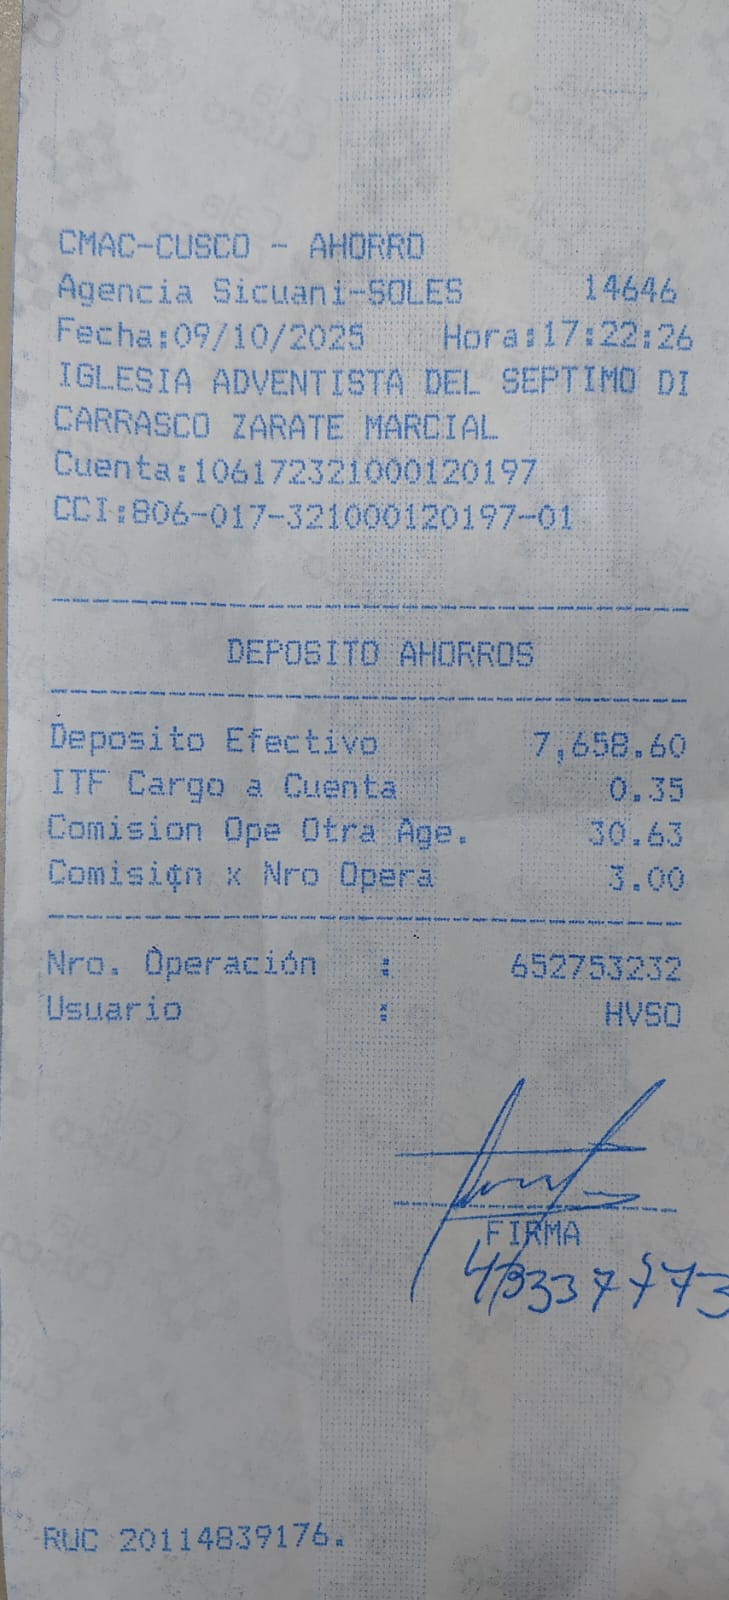 CMAC-CUSCO - AHORRO
Agencia Sicuani-SOLES 14646
Fecha:09/10/2025 Hora:17:22:26
IGLESIA ADVENTISTA DEL SEPTIMO DI
CARRASCO ZARATE MARCIAL
Cuenta:106172321000120197
CCI:806-017-321000120197-01
DEPOSITO AHORROS
Deposito Efectivo 7,658.60
ITF Cargo a Cuenta 0.35
Comision Ope Otra Age. 30.63
Comision x Nro Opera 3.00
Nro. Operación : 652753232
Usuario : HVSO
FIRMA
RUC 20114839176.